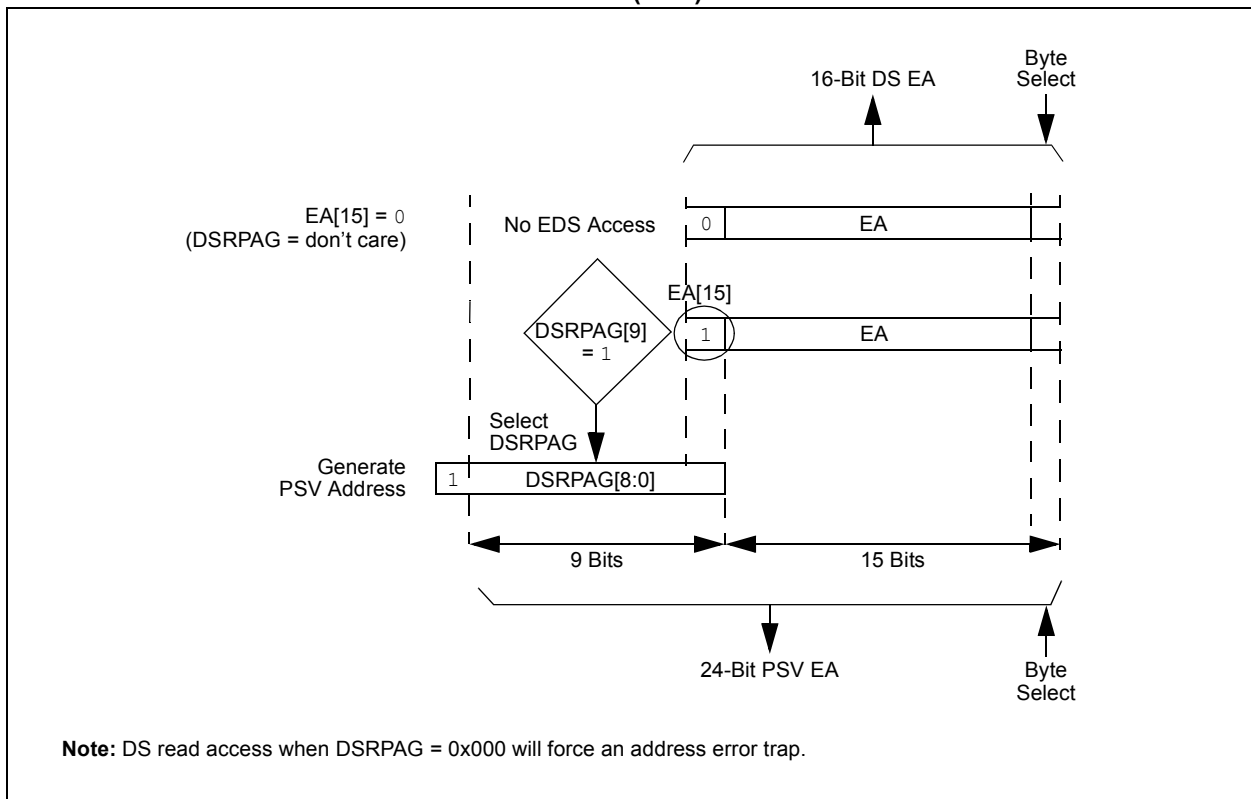 16-Bit DS EA
Byte
Select
EA[15] = 0
(DSRPAG = don't care)
No EDS Access
0
EA
EA[15]
DSRPAG[9]
= 1
1
EA
Select
DSRPAG
Generate
PSV Address
1
DSRPAG[8:0]
9 Bits
15 Bits
24-Bit PSV EA
Byte
Select
Note: DS read access when DSRPAG = 0x000 will force an address error trap.